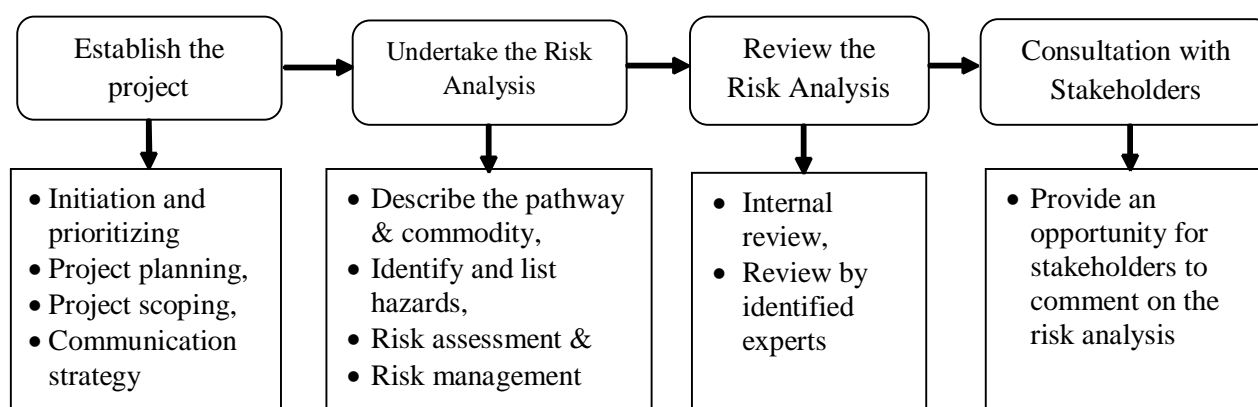 Establish the
project
Undertake the Risk
Analysis
Review the
Risk Analysis
Consultation with
Stakeholders
• Initiation and
prioritizing
• Project planning,
• Project scoping,
• Communication
strategy
• Describe the pathway
& commodity,
• Identify and list
hazards,
• Risk assessment &
• Risk management
• Internal
review,
• Review by
identified
experts
• Provide an
opportunity for
stakeholders to
comment on the
risk analysis